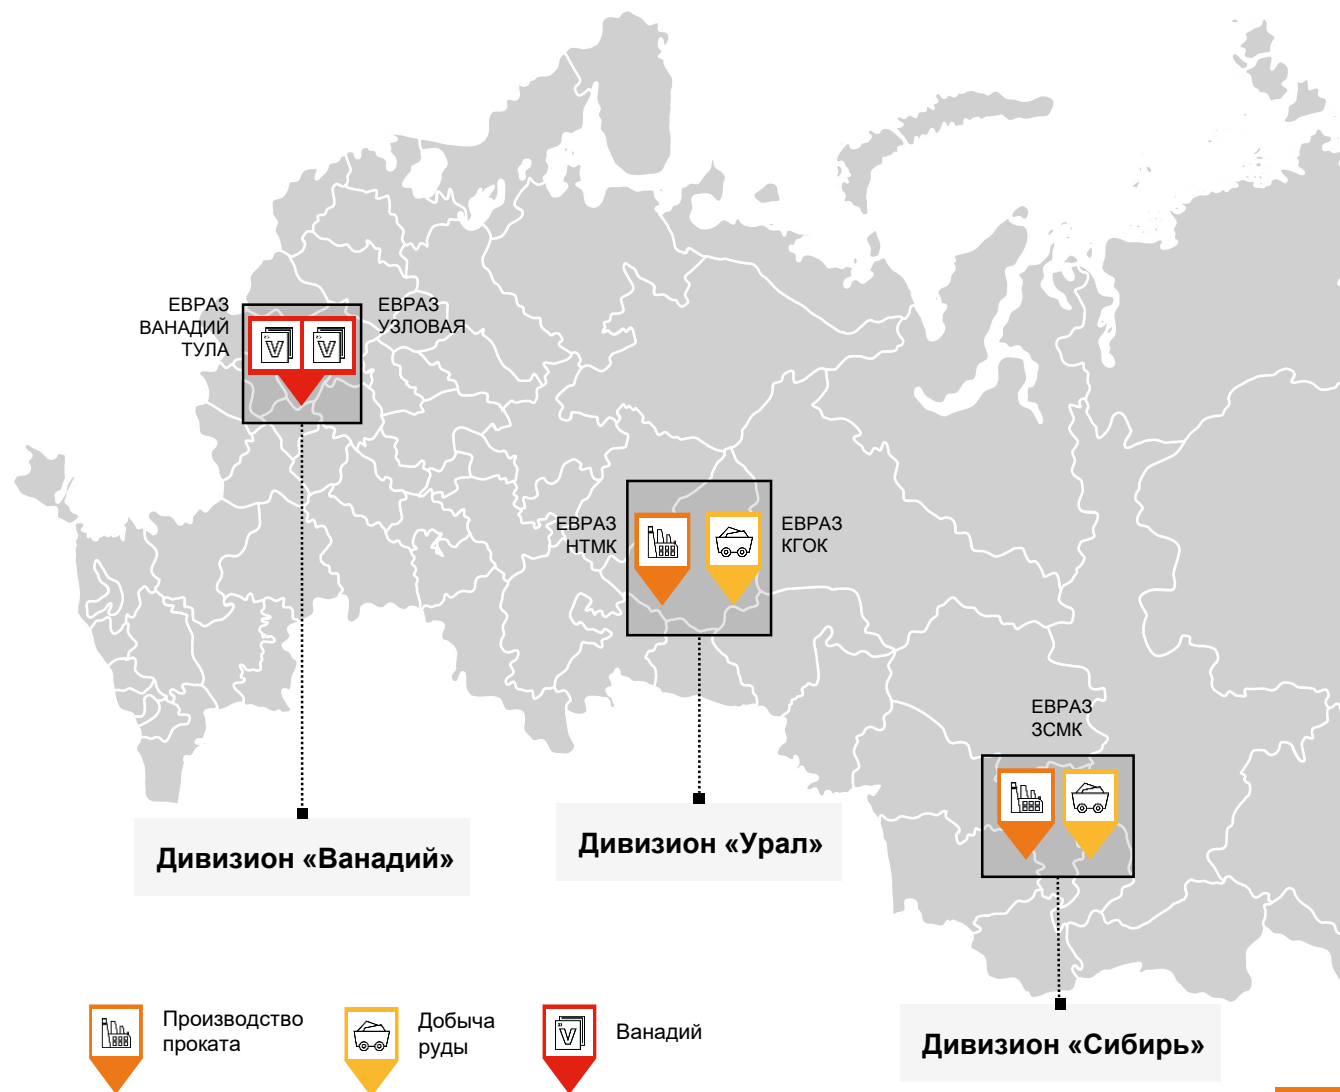 ЕВРАЗ
ВАНАДИЙ
ТУЛА
ЕВРАЗ
УЗЛОВАЯ
ЕВРАЗ
НТМК
ЕВРАЗ
КГОК
ЕВРАЗ
ЗСМК
Дивизион «Ванадий»
Дивизион «Урал»
Дивизион «Сибирь»
Производство
проката
Добыча
руды
Ванадий